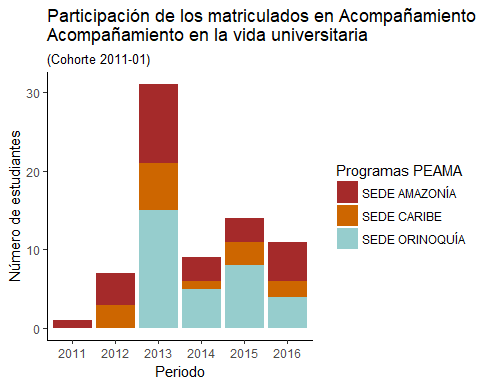 Participación de los matriculados en Acompañamiento
Acompañamiento en la vida universitaria
(Cohorte 2011-01)
Número de estudiantes
30
20
10
0
2011 2012 2013 2014 2015 2016
Periodo
Programas PEAMA
SEDE AMAZONÍA
SEDE CARIBE
SEDE ORINOQUÍA